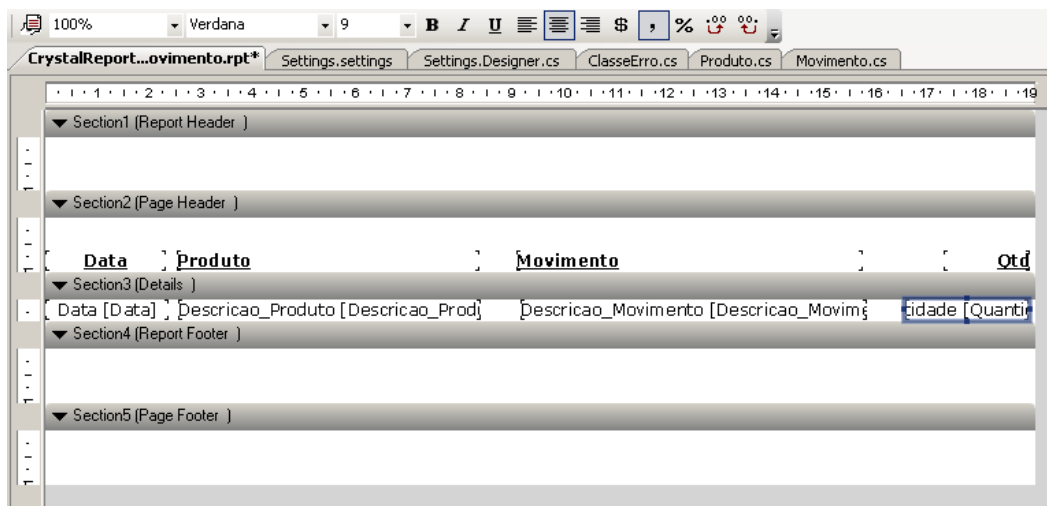 100% Verdana 9 B I U $ , %
CrystalReport...ovimento.rpt* Settings.settings Settings.Designer.cs ClasseErro.cs Produto.cs Movimento.cs
1 2 3 4 5 6 7 8 9 10 11 12 13 14 15 16 17 18 19
Section1 (Report Header )
Section2 (Page Header )
Data Produto Movimento Qtd
Section3 (Details )
Data [Data] Descricao_Produto [Descricao_Prod Descricao_Movimento [Descricao_Movime tidade [Quanti
Section4 (Report Footer )
Section5 (Page Footer )